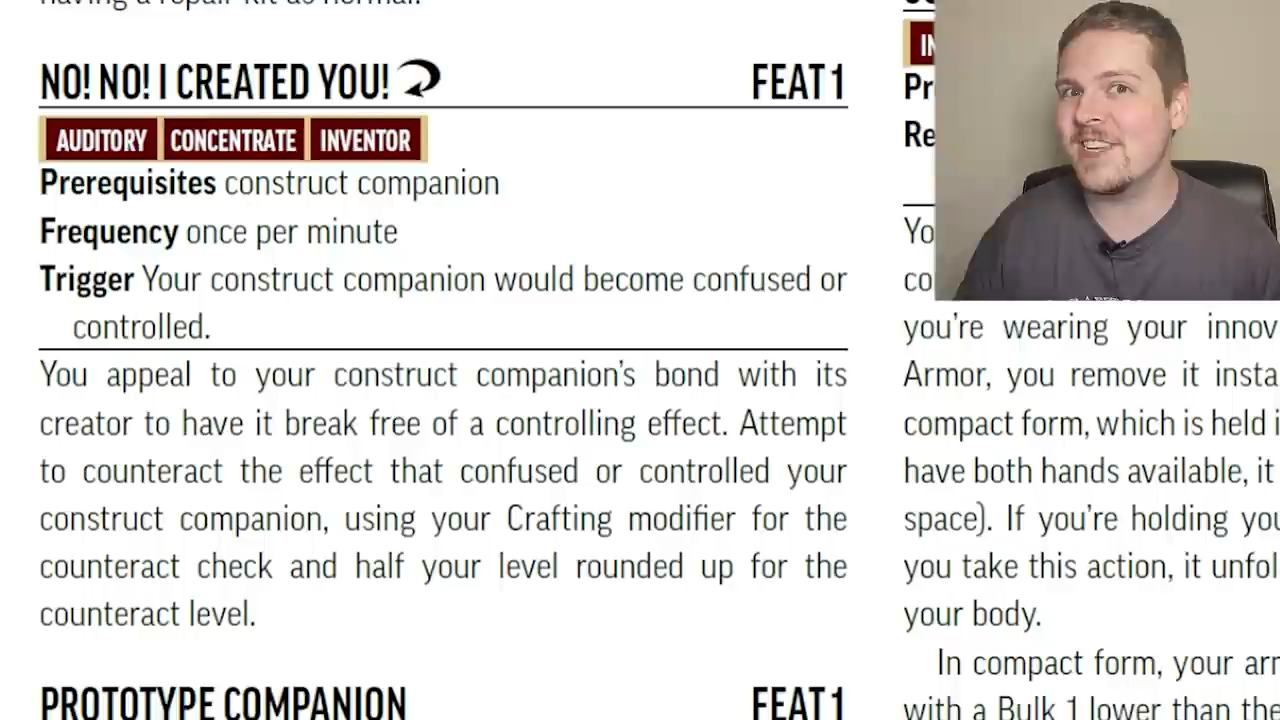 having a repair kit as normal.
NO! NO! I CREATED YOU!
FEAT 1
AUDITORY CONCENTRATE INVENTOR
Prerequisites construct companion
Frequency once per minute
Trigger Your construct companion would become confused or
controlled.
You appeal to your construct companion's bond with its
creator to have it break free of a controlling effect. Attempt
to counteract the effect that confused or controlled your
construct companion, using your Crafting modifier for the
counteract check and half your level rounded up for the
counteract level.
PROTOTYPE COMPANION
FEAT 1
IN
Pr
Re
Yo
co
you're wearing your innov
Armor, you remove it insta
compact form, which is held i
have both hands available, it
space). If you're holding you
you take this action, it unfol
your body.
In compact form, your arm
with a Bulk 1 lower than the